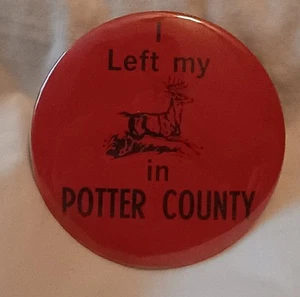 I
Left my
in
POTTER COUNTY